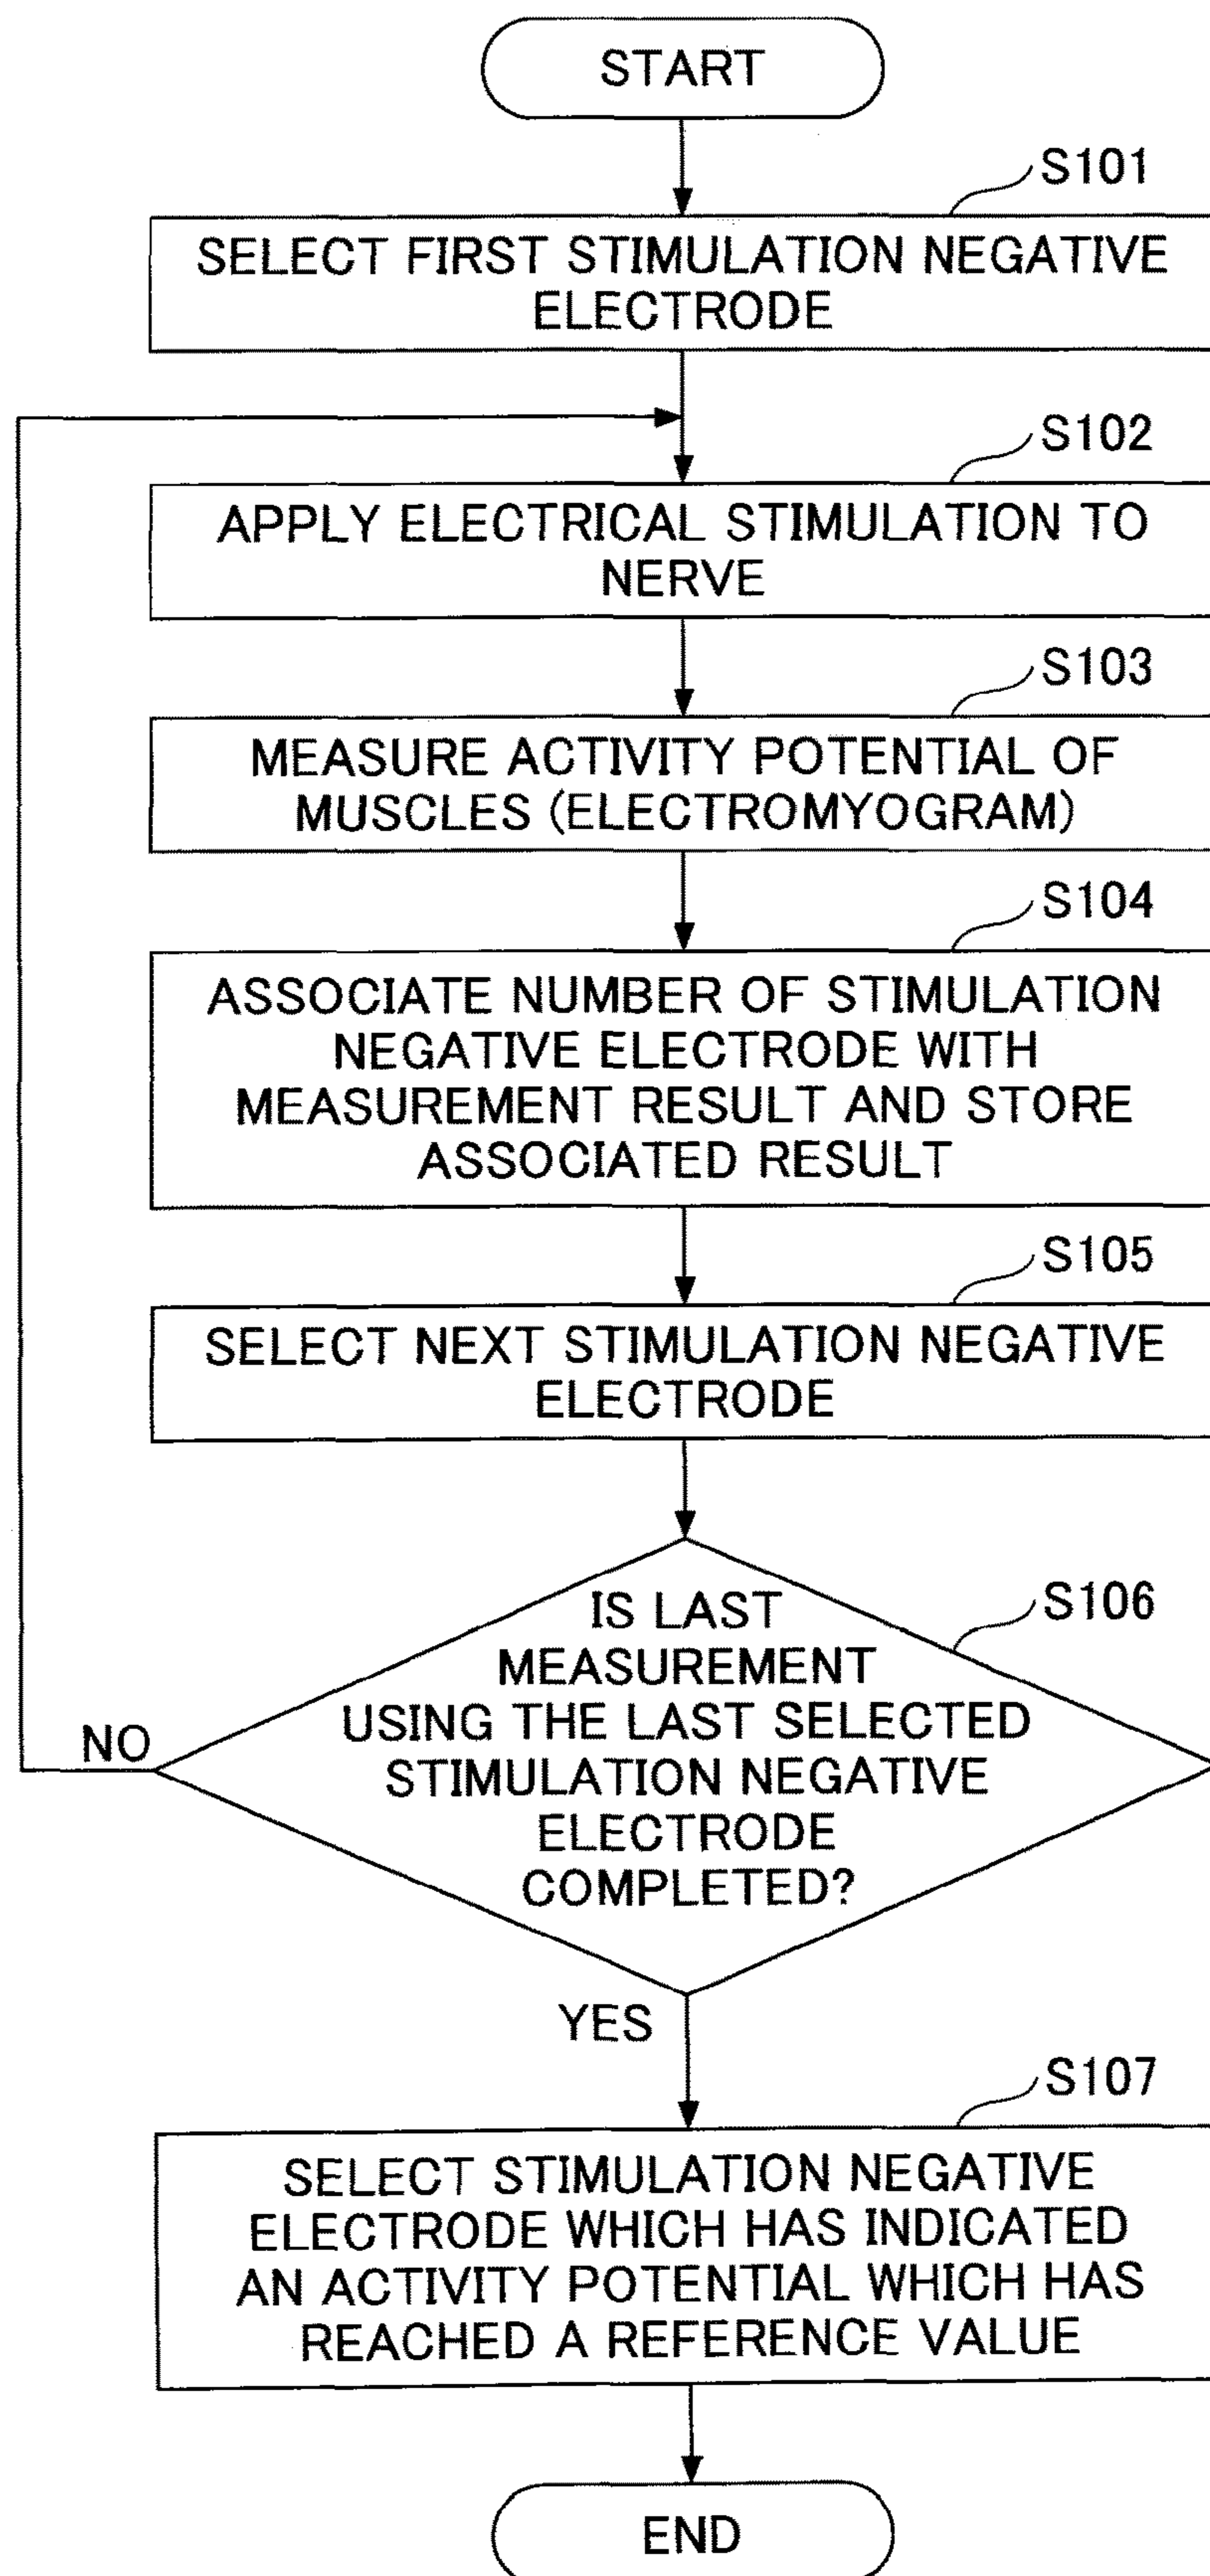 START
S101
SELECT FIRST STIMULATION NEGATIVE
ELECTRODE
S102
APPLY ELECTRICAL STIMULATION TO
NERVE
S103
MEASURE ACTIVITY POTENTIAL OF
MUSCLES (ELECTROMYOGRAM)
S104
ASSOCIATE NUMBER OF STIMULATION
NEGATIVE ELECTRODE WITH
MEASUREMENT RESULT AND STORE
ASSOCIATED RESULT
S105
SELECT NEXT STIMULATION NEGATIVE
ELECTRODE
S106
IS LAST
MEASUREMENT
USING THE LAST SELECTED
STIMULATION NEGATIVE
ELECTRODE
COMPLETED?
NO
YES
S107
SELECT STIMULATION NEGATIVE
ELECTRODE WHICH HAS INDICATED
AN ACTIVITY POTENTIAL WHICH HAS
REACHED A REFERENCE VALUE
END